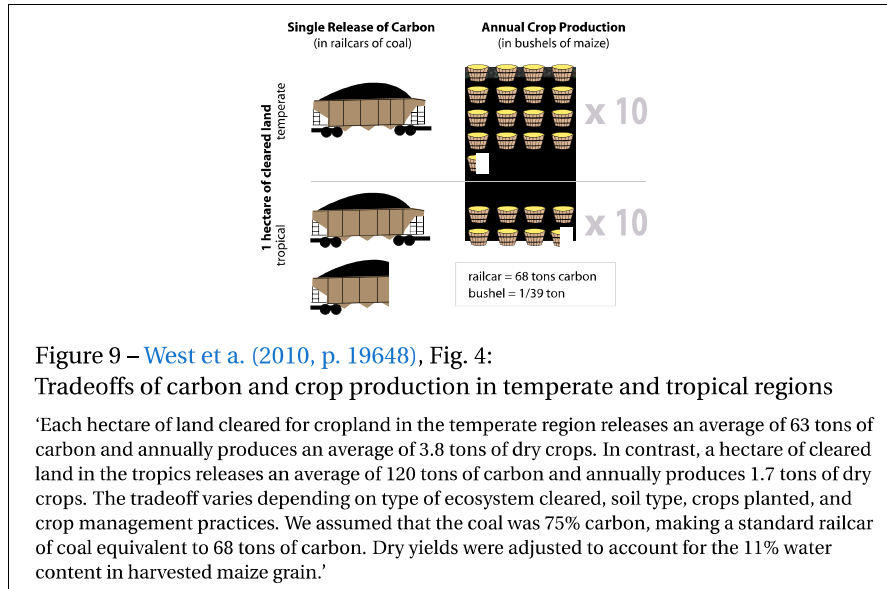 Single Release of Carbon
(in railcars of coal)
Annual Crop Production
(in bushels of maize)
1 hectare of cleared land
temperate
x 10
tropical
x 10
railcar = 68 tons carbon
bushel = 1/39 ton
Figure 9 – West et a. (2010, p. 19648), Fig. 4:
Tradeoffs of carbon and crop production in temperate and tropical regions
‘Each hectare of land cleared for cropland in the temperate region releases an average of 63 tons of
carbon and annually produces an average of 3.8 tons of dry crops. In contrast, a hectare of cleared
land in the tropics releases an average of 120 tons of carbon and annually produces 1.7 tons of dry
crops. The tradeoff varies depending on type of ecosystem cleared, soil type, crops planted, and
crop management practices. We assumed that the coal was 75% carbon, making a standard railcar
of coal equivalent to 68 tons of carbon. Dry yields were adjusted to account for the 11% water
content in harvested maize grain.’